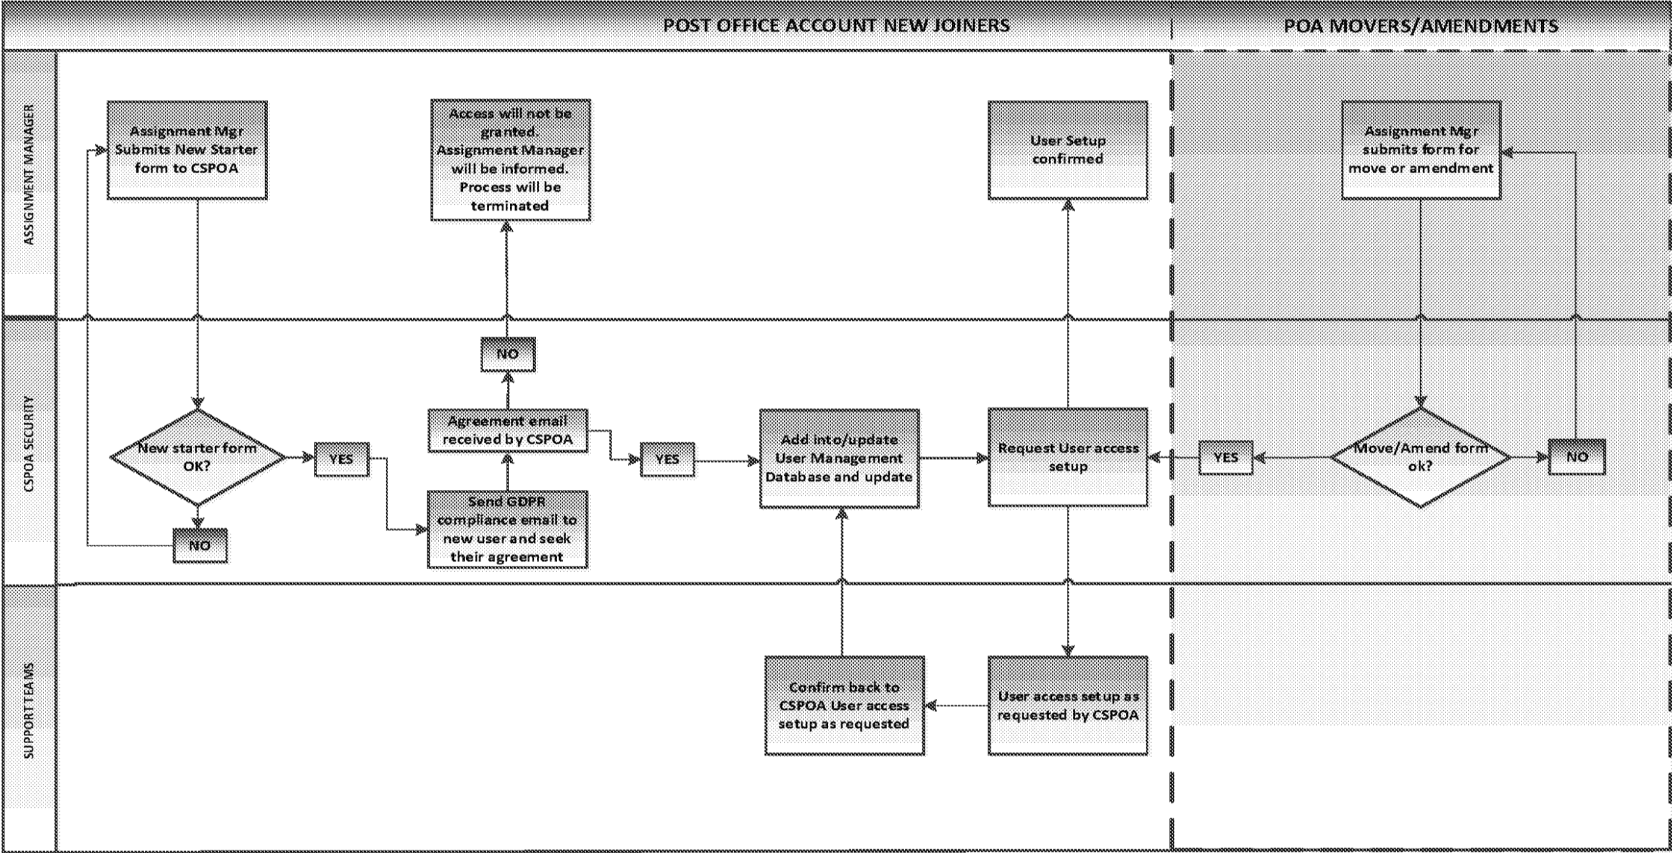 POST OFFICE ACCOUNT NEW JOINERS
POA MOVERS/AMENDMENTS
ASSIGNMENT MANAGER
Assignment Mgr
Submits New Starter
form to CSPOA
Access will not be
granted.
Assignment Manager
will be informed.
Process will be
terminated
User Setup
confirmed
Assignment Mgr
submits form for
move or amendment
CSPOA SECURITY
New starter form
OK?
YES
NO
NO
Agreement email
received by CSPOA
Send GDPR
compliance email to
new user and seek
their agreement
YES
Add into/update
User Management
Database and update
Request User access
setup
YES
Move/Amend form
ok?
NO
SUPPORT TEAMS
Confirm back to
CSPOA User access
setup as requested
User access setup as
requested by CSPOA